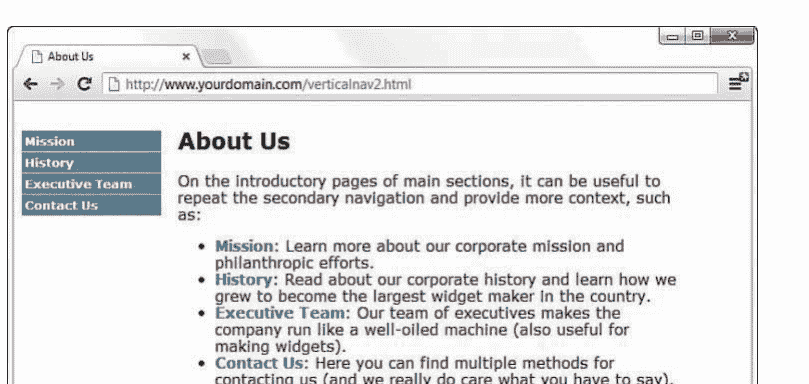 About Us
http://www.yourdomain.com/verticalnav2.html
Mission
History
Executive Team
Contact Us
About Us
On the introductory pages of main sections, it can be useful to
repeat the secondary navigation and provide more context, such
as:
• Mission: Learn more about our corporate mission and
philanthropic efforts.
• History: Read about our corporate history and learn how we
grew to become the largest widget maker in the country.
• Executive Team: Our team of executives makes the
company run like a well-oiled machine (also useful for
making widgets).
• Contact Us: Here you can find multiple methods for
contacting us (and we really do care what you have to say).